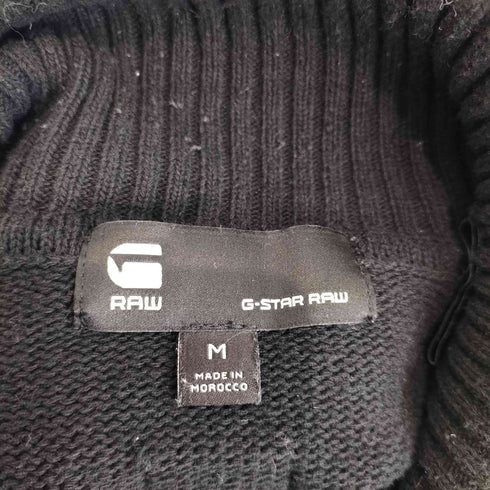 G
RAW
G-STAR RAW
M
MADE IN
MOROCCO